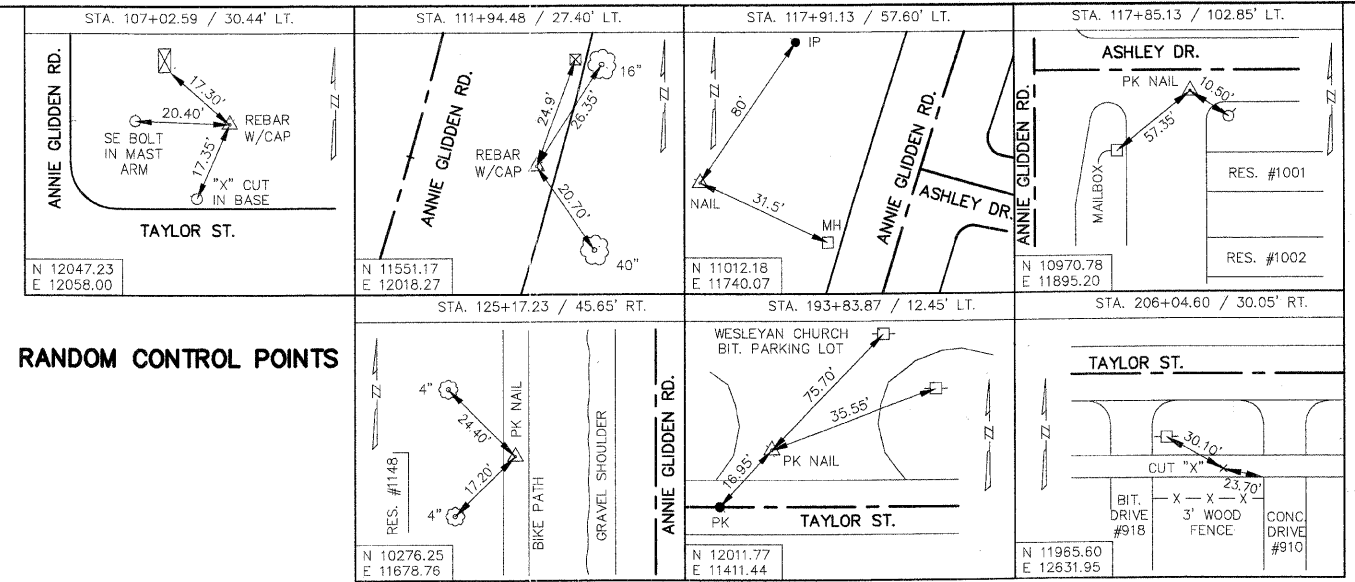 STA. 107+02.59 / 30.44' LT.
ANNIE GLIDDEN RD.
17.30'
20.40'
SE BOLT
IN MAST
ARM
REBAR
W/CAP
17.35'
"X" CUT
IN BASE
TAYLOR ST.
N 12047.23
E 12058.00
STA. 111+94.48 / 27.40' LT.
ANNIE GLIDDEN RD.
16"
24.9'
26.35'
REBAR
W/CAP
20.70'
40"
N 11551.17
E 12018.27
STA. 117+91.13 / 57.60' LT.
IP
80'
NAIL
31.5'
MH
ANNIE GLIDDEN RD.
ASHLEY DR.
N 11012.18
E 11740.07
STA. 117+85.13 / 102.85' LT.
ASHLEY DR.
PK NAIL
10.50'
57.35'
ANNIE GLIDDEN RD.
MAILBOX
RES. #1001
RES. #1002
N 10970.78
E 11895.20
RANDOM CONTROL POINTS
STA. 125+17.23 / 45.65' RT.
4"
24.40'
PK NAIL
17.20'
4"
RES. #1148
BIKE PATH
GRAVEL SHOULDER
ANNIE GLIDDEN RD.
N 10276.25
E 11678.76
STA. 193+83.87 / 12.45' LT.
WESLEYAN CHURCH
BIT. PARKING LOT
75.70'
35.55'
PK NAIL
16.95'
PK
TAYLOR ST.
N 12011.77
E 11411.44
STA. 206+04.60 / 30.05' RT.
TAYLOR ST.
30.10'
CUT "X"
23.70'
BIT.
DRIVE
#918
X X X
3' WOOD
FENCE
CONC.
DRIVE
#910
N 11965.60
E 12631.95